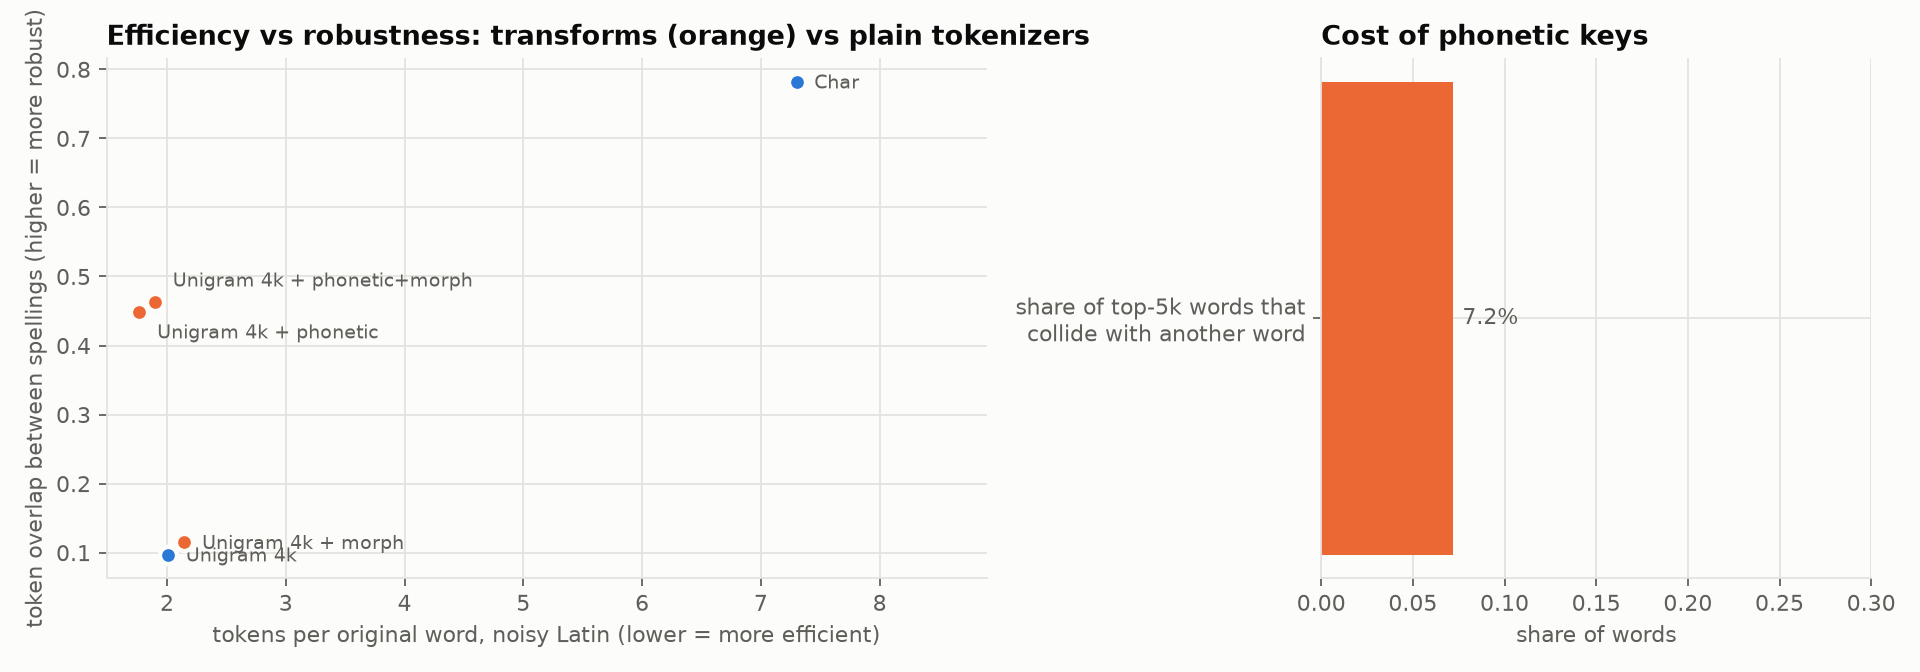 Efficiency vs robustness: transforms (orange) vs plain tokenizers
token overlap between spellings (higher = more robust)
0.8
0.7
0.6
0.5
0.4
0.3
0.2
0.1
Char
Unigram 4k + phonetic+morph
Unigram 4k + phonetic
Unigram 4k + morph
Unigram 4k
2 3 4 5 6 7 8
tokens per original word, noisy Latin (lower = more efficient)
Cost of phonetic keys
share of top-5k words that
collide with another word
7.2%
0.00 0.05 0.10 0.15 0.20 0.25 0.30
share of words